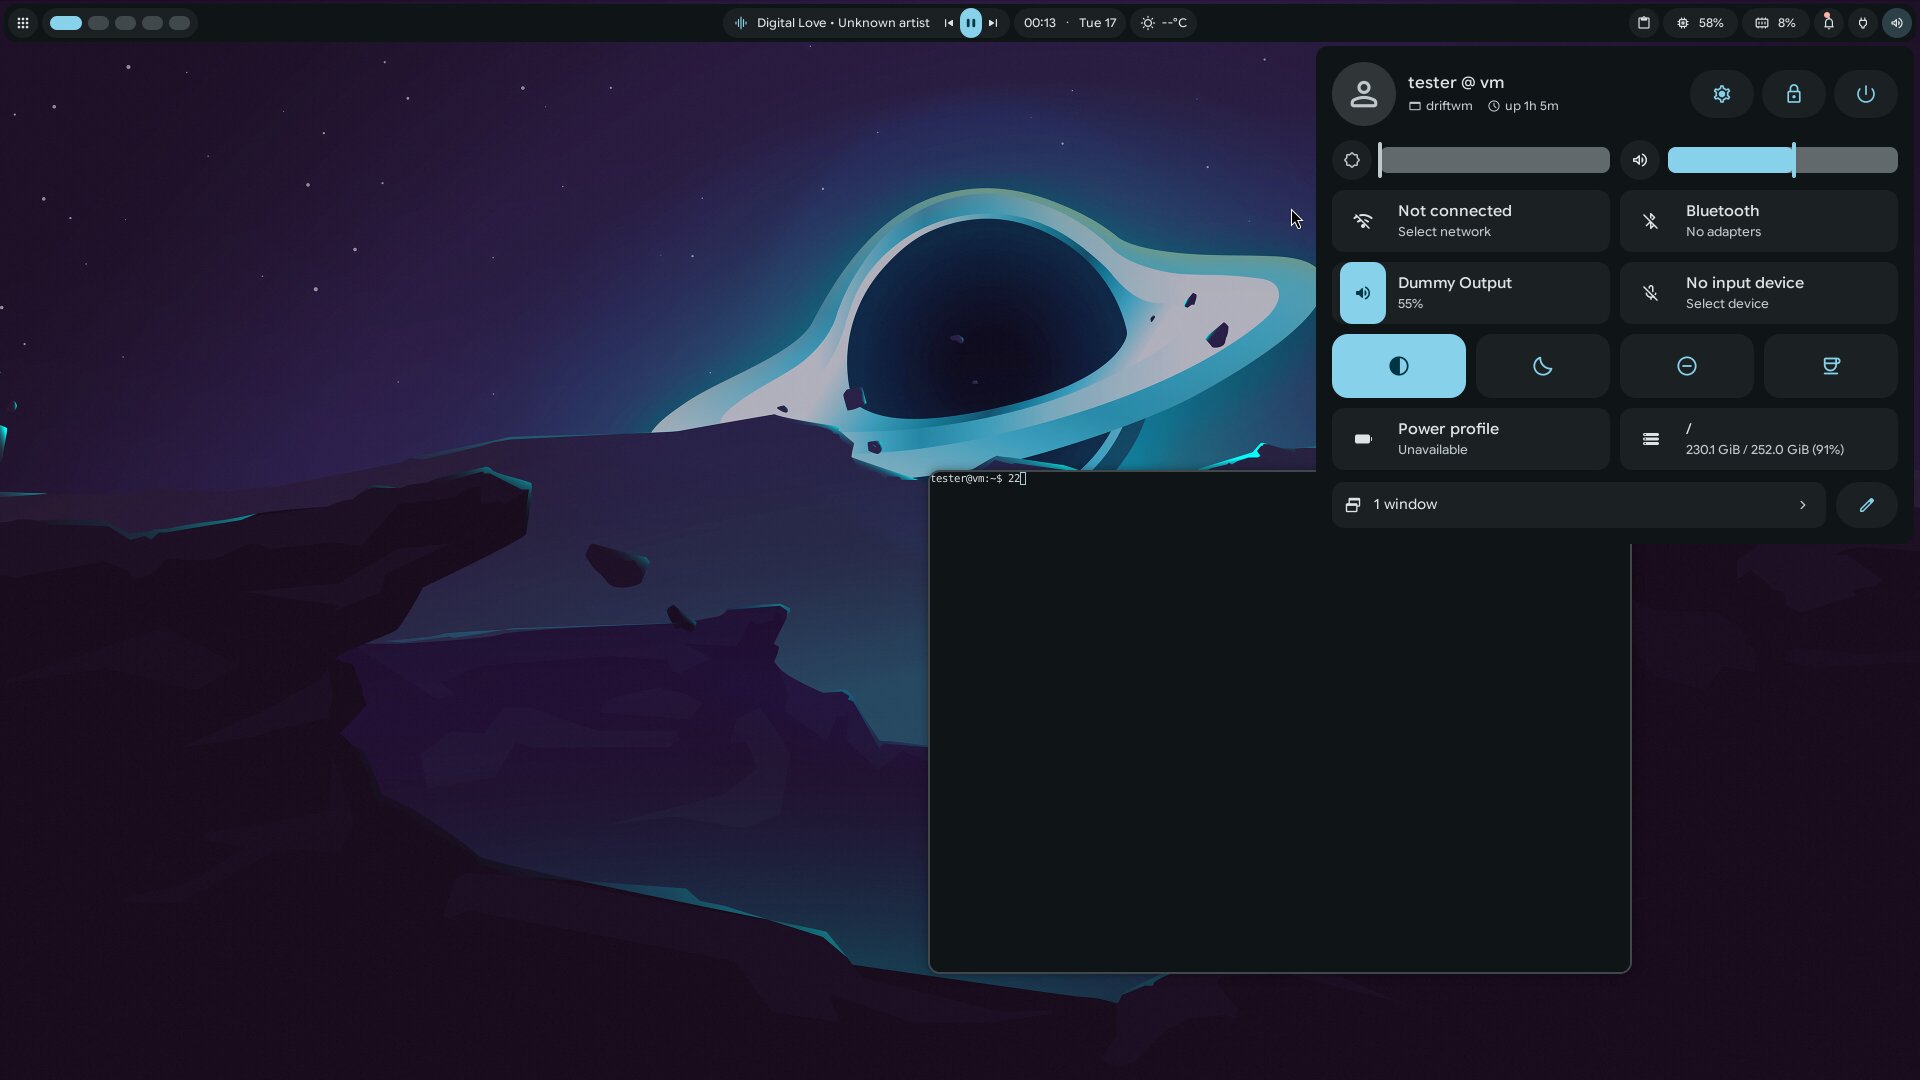 Digital Love • Unknown artist
00:13 · Tue 17
--°C
58%
8%
tester @ vm
driftwm
up 1h 5m
Not connected
Select network
Bluetooth
No adapters
Dummy Output
55%
No input device
Select device
Power profile
Unavailable
/
230.1 GiB / 252.0 GiB (91%)
1 window
tester@vm:~$ 22